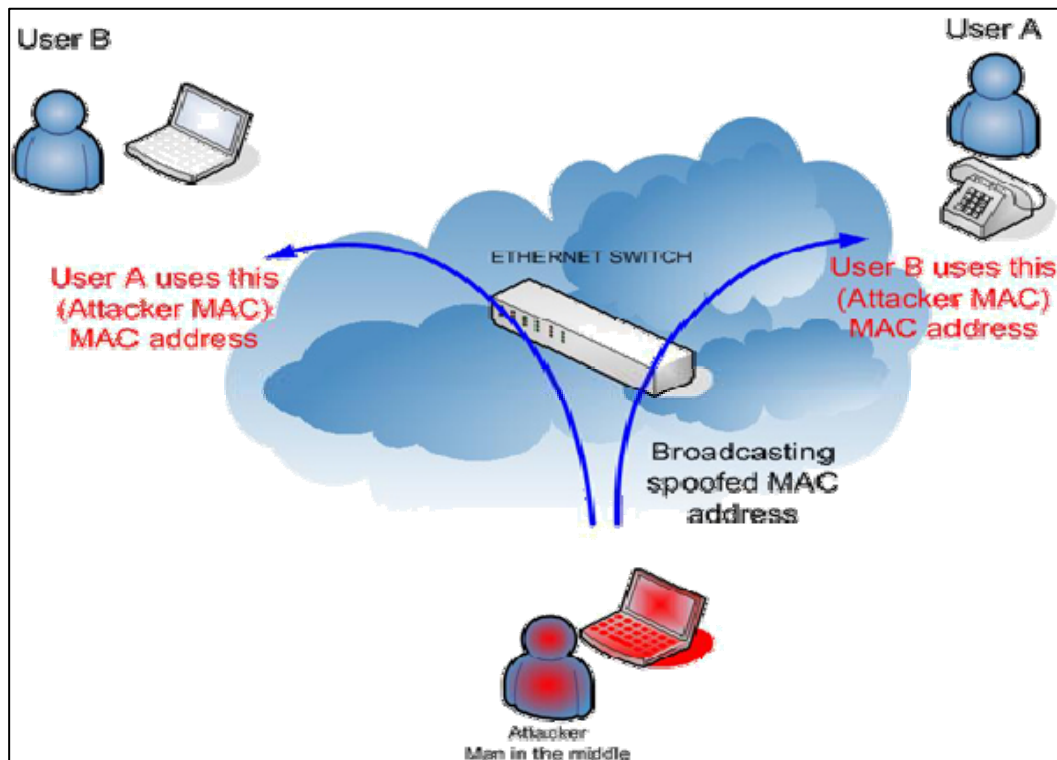 User B
User A
ETHERNET SWITCH
User A uses this
(Attacker MAC)
MAC address
User B uses this
(Attacker MAC)
MAC address
Broadcasting
spoofed MAC
address
Attacker
Man in the middle